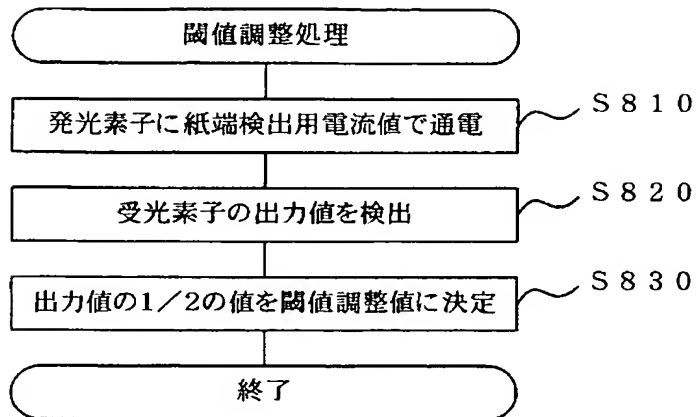 閾値調整処理
発光素子に紙端検出用電流値で通電
S810
受光素子の出力値を検出
S820
出力値の1／2の値を閾値調整値に決定
S830
終了